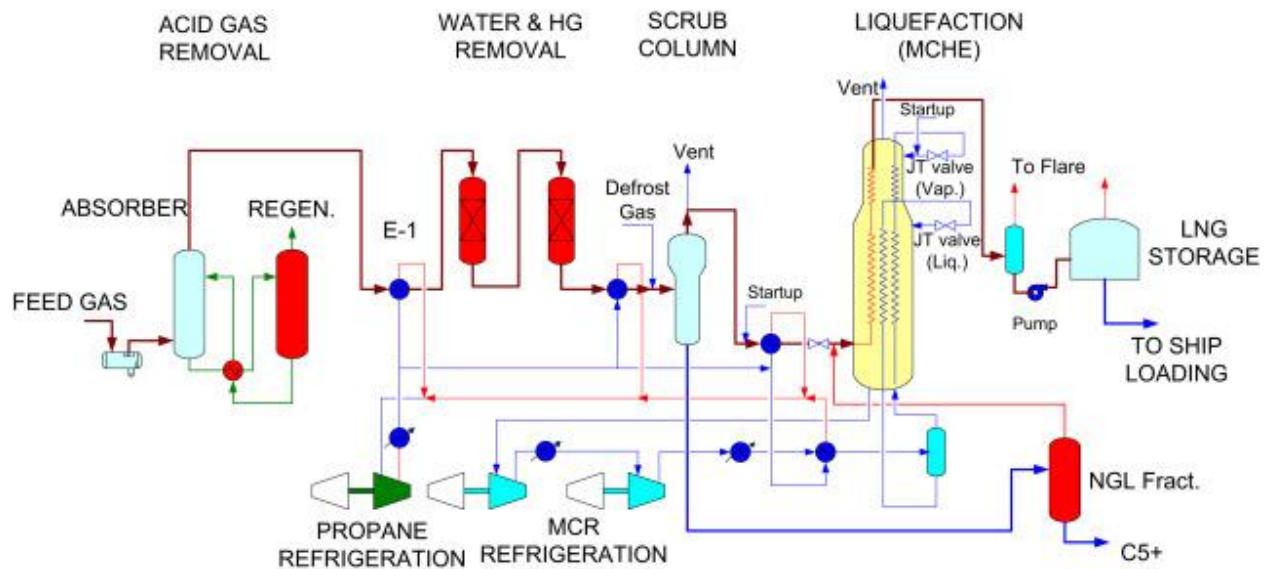 ACID GAS
REMOVAL
WATER & HG
REMOVAL
SCRUB
COLUMN
LIQUEFACTION
(MCHE)
Vent
Startup
Vent
JT valve
(Vap.)
To Flare
Defrost
Gas
ABSORBER
REGEN.
E-1
LNG
STORAGE
JT valve
(Liq.)
FEED GAS
Startup
Pump
TO SHIP
LOADING
NGL Fract.
PROPANE
REFRIGERATION
MCR
REFRIGERATION
C5+